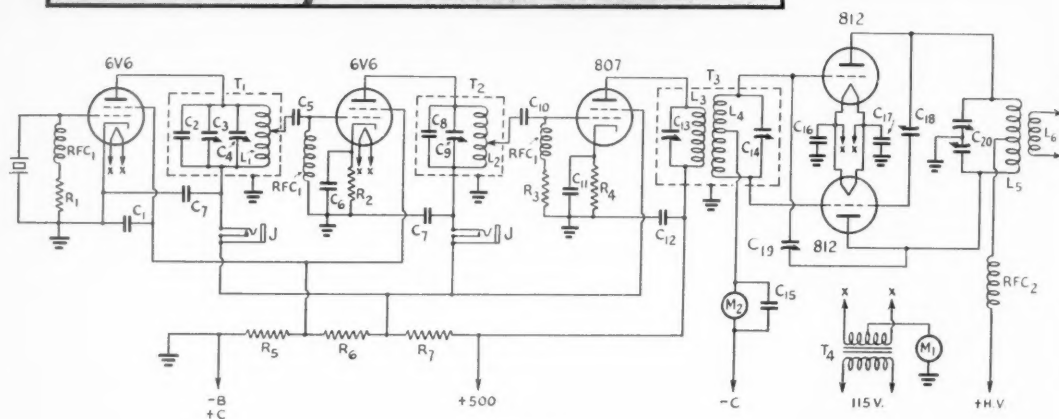 6V6 6V6 807 812
T1 T2 T3
C2 C3 C4 L1 C5 C8 C9 L2 C10 C13 L3 L4 C14 C16 C17 C18 C20 L6
RFC1 RFC1 RFC1 L5
x x x x x x
R1 C7 C1 C6 R2 C7 R3 C11 R4 C12 C19 812
J J M2 C15 RFC2
x x
R5 R6 R7 T4 M1
-B +500 -C 115 V. +H.V.
+C